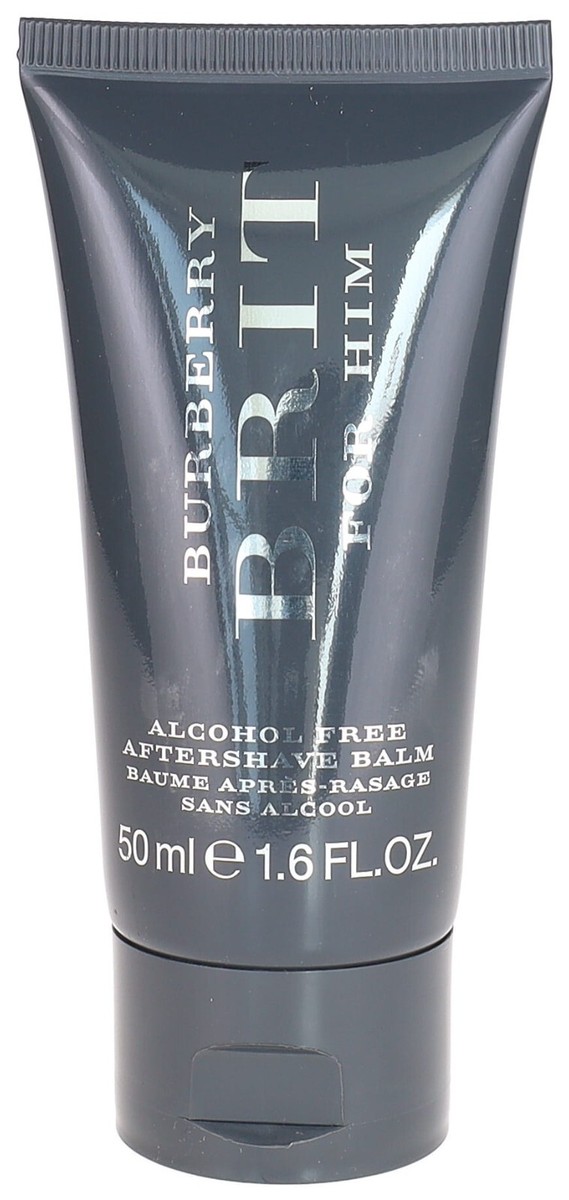 BURBERRY
BRIT
FOR HIM
ALCOHOL FREE
AFTERSHAVE BALM
BAUME APRÈS-RASAGE
SANS ALCOOL
50 ml e 1.6 FL.OZ.